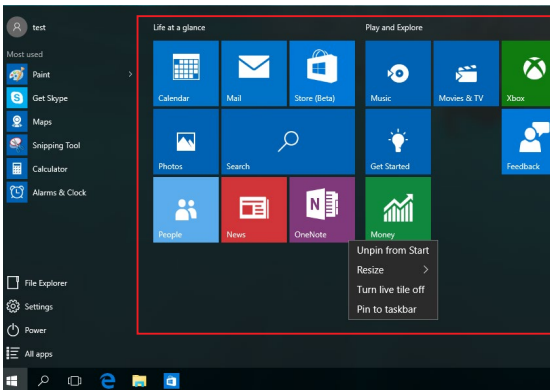 test
Most used
Paint
Get Skype
Maps
Snipping Tool
Calculator
Alarms & Clock
File Explorer
Settings
Power
All apps
Life at a glance
Calendar
Mail
Store (Beta)
Photos
Search
People
News
N
OneNote
Play and Explore
Music
Movies & TV
Xbox
Get Started
Feedback
Money
Unpin from Start
Resize
Turn live tile off
Pin to taskbar